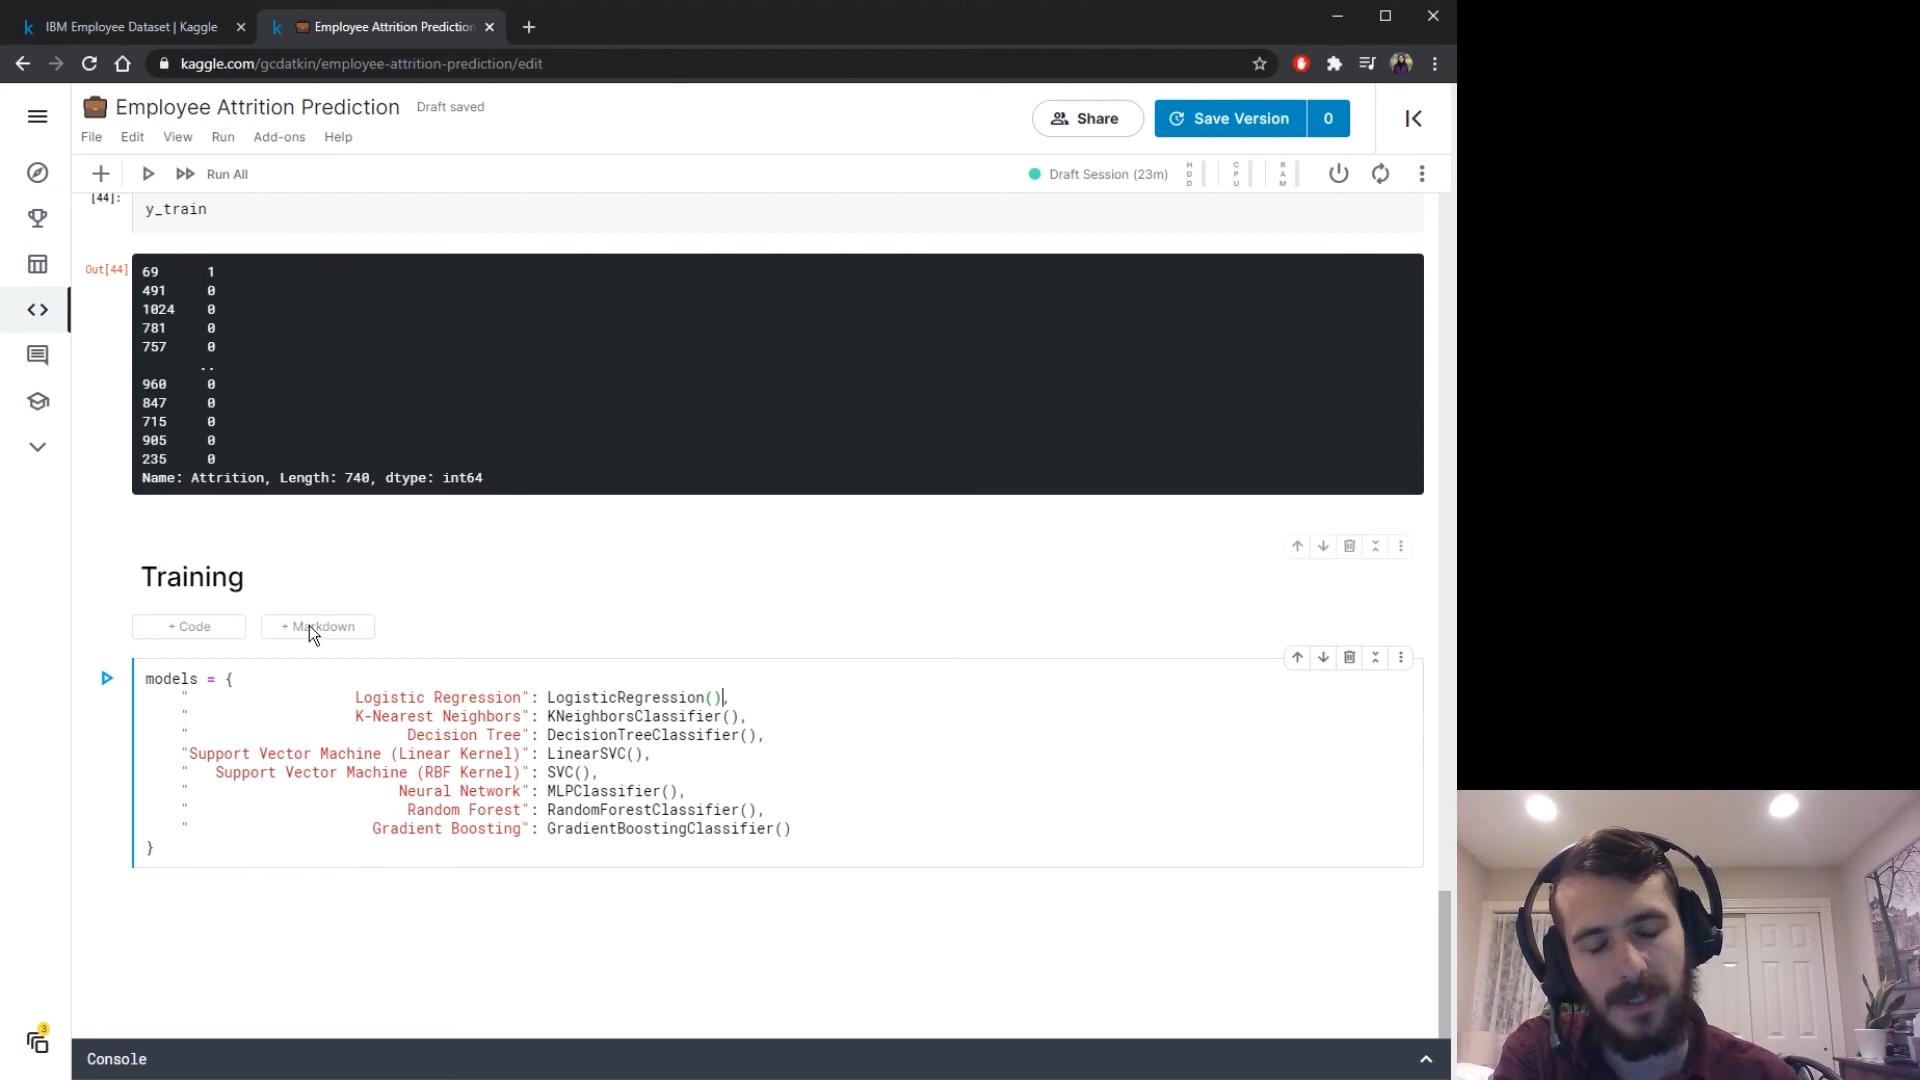 IBM Employee Dataset | Kaggle
Employee Attrition Prediction
kaggle.com/gcdatkin/employee-attrition-prediction/edit
Employee Attrition Prediction
Draft saved
Share
Save Version
0
File Edit View Run Add-ons Help
Run All
Draft Session (23m)
HDD
CPU
RAM
[44]:
y_train
Out[44]
69 1
491 0
1024 0
781 0
757 0
..
960 0
847 0
715 0
905 0
235 0
Name: Attrition, Length: 740, dtype: int64
Training
+ Code
+ Markdown
models = {
" Logistic Regression": LogisticRegression(),
" K-Nearest Neighbors": KNeighborsClassifier(),
" Decision Tree": DecisionTreeClassifier(),
"Support Vector Machine (Linear Kernel)": LinearSVC(),
" Support Vector Machine (RBF Kernel)": SVC(),
" Neural Network": MLPClassifier(),
" Random Forest": RandomForestClassifier(),
" Gradient Boosting": GradientBoostingClassifier()
}
3
Console